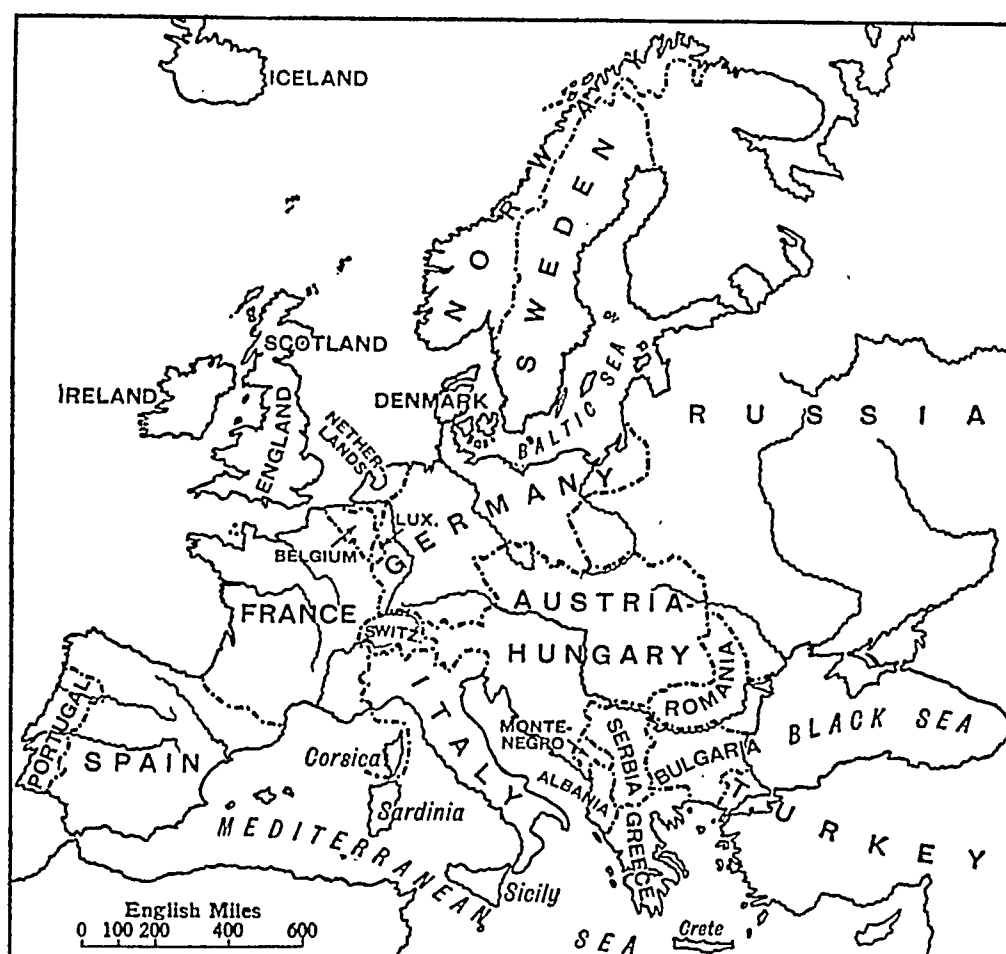 ICELAND
NORWAY
SWEDEN
SCOTLAND
IRELAND
ENGLAND
DENMARK
BALTIC SEA
RUSSIA
NETHER-
LANDS
GERMANY
LUX.
BELGIUM
FRANCE
SWITZ.
AUSTRIA-
HUNGARY
ROMANIA
PORTUGAL
SPAIN
ITALY
Corsica
Sardinia
MONTE-
NEGRO
SERBIA
BULGARIA
BLACK SEA
ALBANIA
GREECE
TURKEY
MEDITERRANEAN
SEA
Sicily
Crete
English Miles
0 100 200 400 600